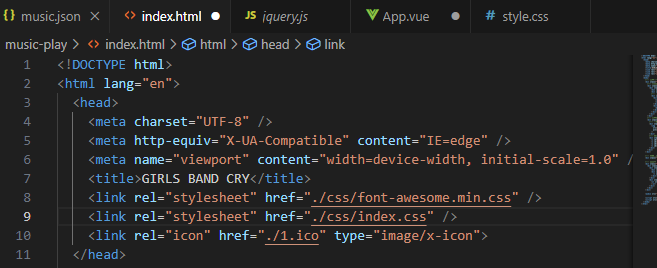 music.json index.html jquery.js App.vue style.css
music-play > index.html > html > head > link
1 <!DOCTYPE html>
2 <html lang="en">
3 <head>
4 <meta charset="UTF-8" />
5 <meta http-equiv="X-UA-Compatible" content="IE=edge" />
6 <meta name="viewport" content="width=device-width, initial-scale=1.0" /
7 <title>GIRLS BAND CRY</title>
8 <link rel="stylesheet" href="./css/font-awesome.min.css" />
9 <link rel="stylesheet" href="./css/index.css" />
10 <link rel="icon" href="./1.ico" type="image/x-icon">
11 </head>